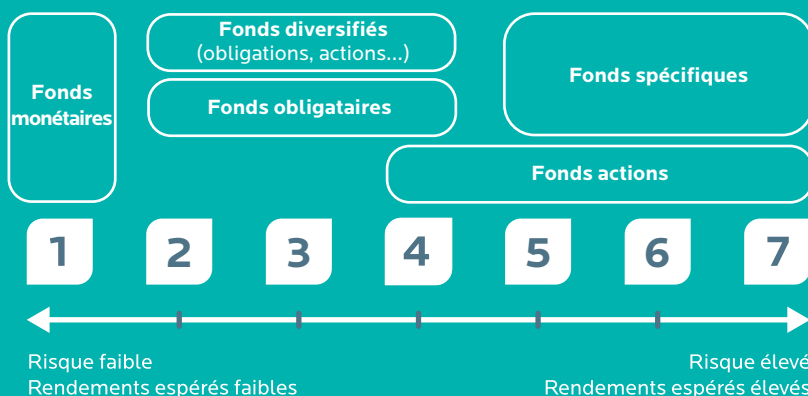 Fonds
monétaires
Fonds diversifiés
(obligations, actions...)
Fonds obligataires
Fonds spécifiques
Fonds actions
1 2 3 4 5 6 7
Risque faible
Rendements espérés faibles
Risque élevé
Rendements espérés élevés